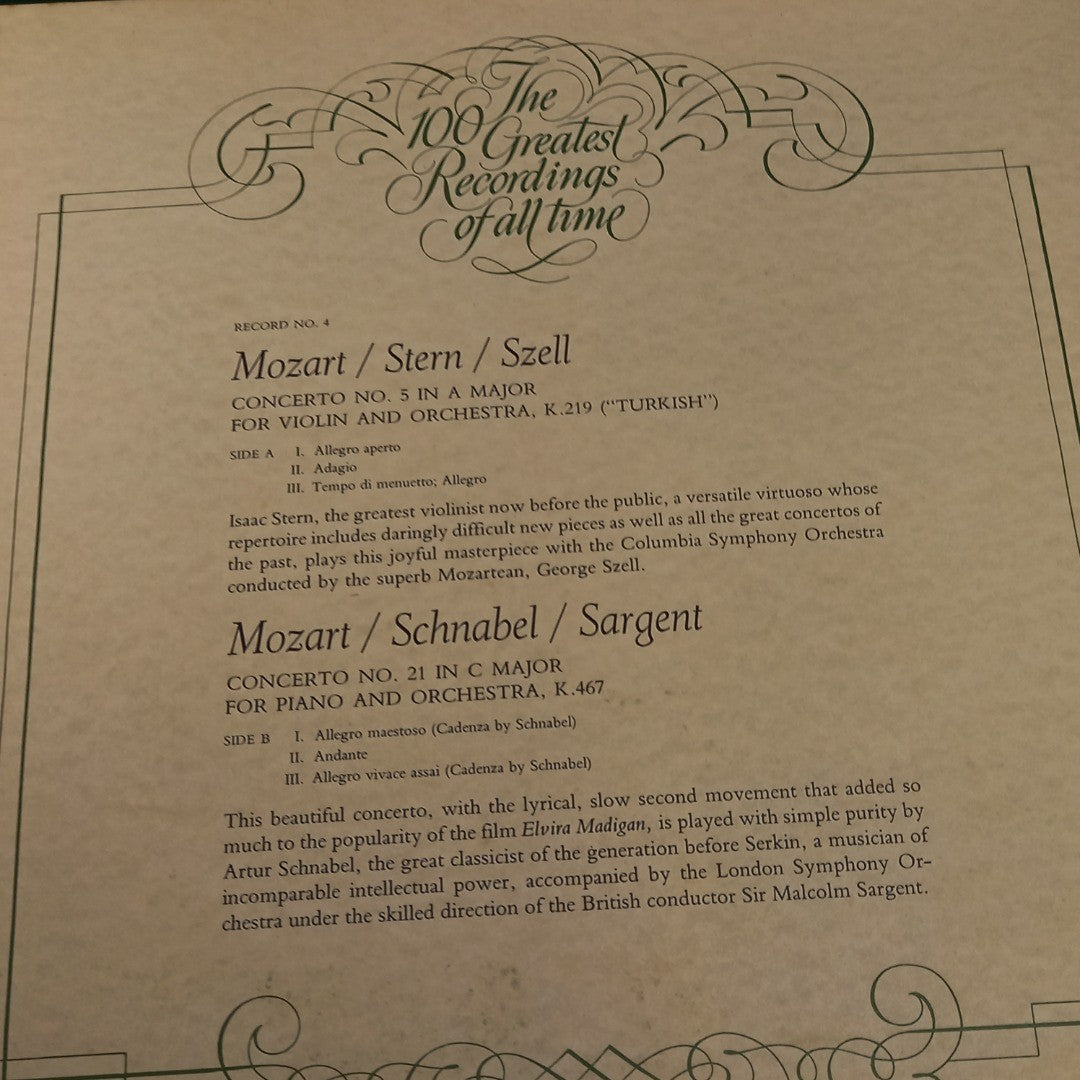 The
100 Greatest
Recordings
of all time
RECORD NO. 4
Mozart / Stern / Szell
CONCERTO NO. 5 IN A MAJOR
FOR VIOLIN AND ORCHESTRA, K.219 (“TURKISH”)
SIDE A I. Allegro aperto
II. Adagio
III. Tempo di menuetto; Allegro
Isaac Stern, the greatest violinist now before the public, a versatile virtuoso whose
repertoire includes daringly difficult new pieces as well as all the great concertos of
the past, plays this joyful masterpiece with the Columbia Symphony Orchestra
conducted by the superb Mozartean, George Szell.
Mozart / Schnabel / Sargent
CONCERTO NO. 21 IN C MAJOR
FOR PIANO AND ORCHESTRA, K.467
SIDE B I. Allegro maestoso (Cadenza by Schnabel)
II. Andante
III. Allegro vivace assai (Cadenza by Schnabel)
This beautiful concerto, with the lyrical, slow second movement that added so
much to the popularity of the film Elvira Madigan, is played with simple purity by
Artur Schnabel, the great classicist of the generation before Serkin, a musician of
incomparable intellectual power, accompanied by the London Symphony Or-
chestra under the skilled direction of the British conductor Sir Malcolm Sargent.